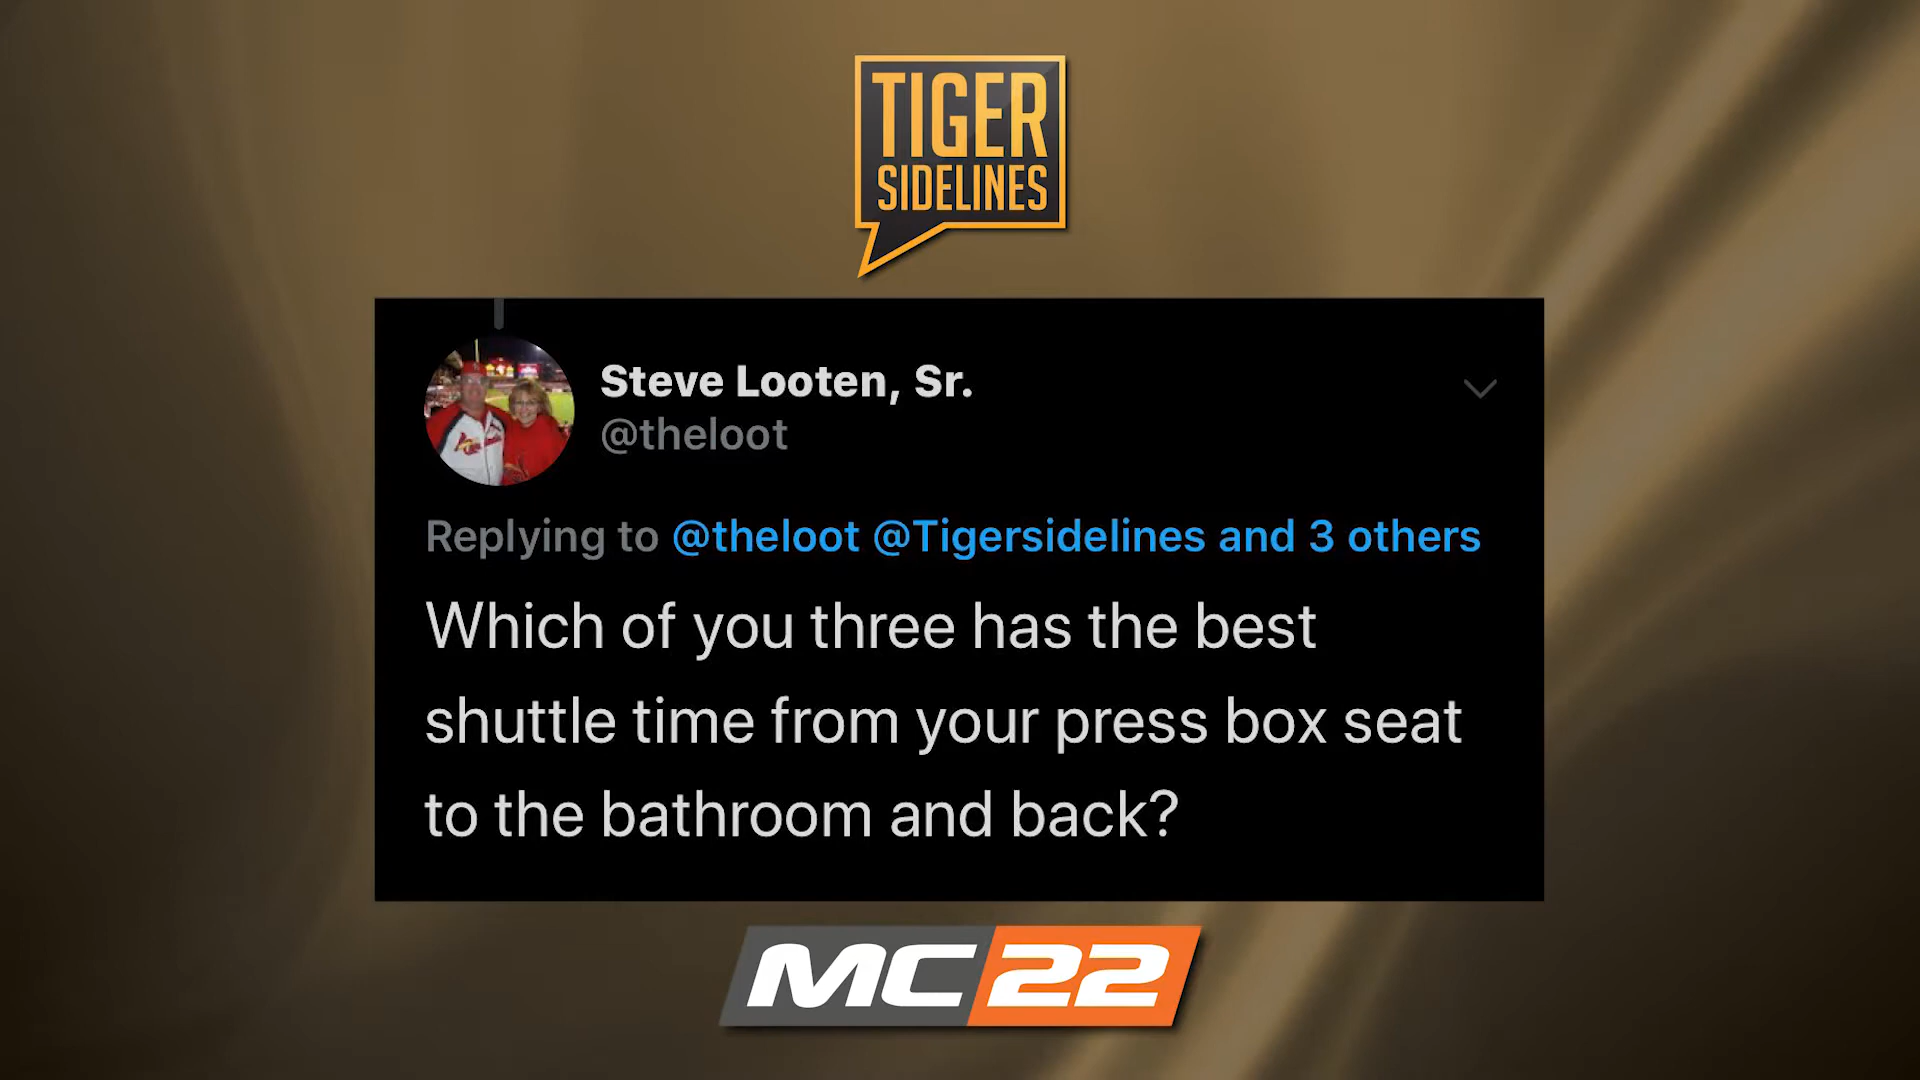 TIGER
SIDELINES
Steve Looten, Sr.
@theloot
Replying to @theloot @Tigersidelines and 3 others
Which of you three has the best
shuttle time from your press box seat
to the bathroom and back?
MC22